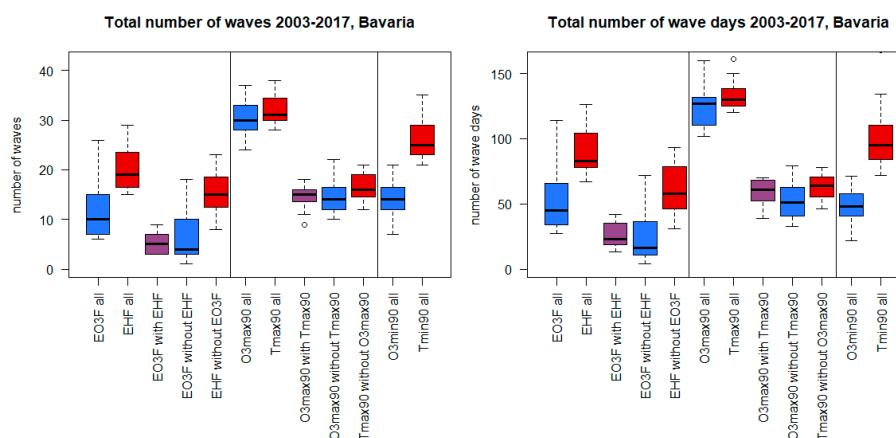 Total number of waves 2003-2017, Bavaria
number of waves
40
30
20
10
0
EO3F all
EHF all
EO3F with EHF
EO3F without EHF
EHF without EO3F
O3max90 all
Tmax90 all
O3max90 with Tmax90
O3max90 without Tmax90
Tmax90 without O3max90
O3min90 all
Tmin90 all
Total number of wave days 2003-2017, Bavaria
number of wave days
150
100
50
0
EO3F all
EHF all
EO3F with EHF
EO3F without EHF
EHF without EO3F
O3max90 all
Tmax90 all
O3max90 with Tmax90
O3max90 without Tmax90
Tmax90 without O3max90
O3min90 all
Tmin90 all